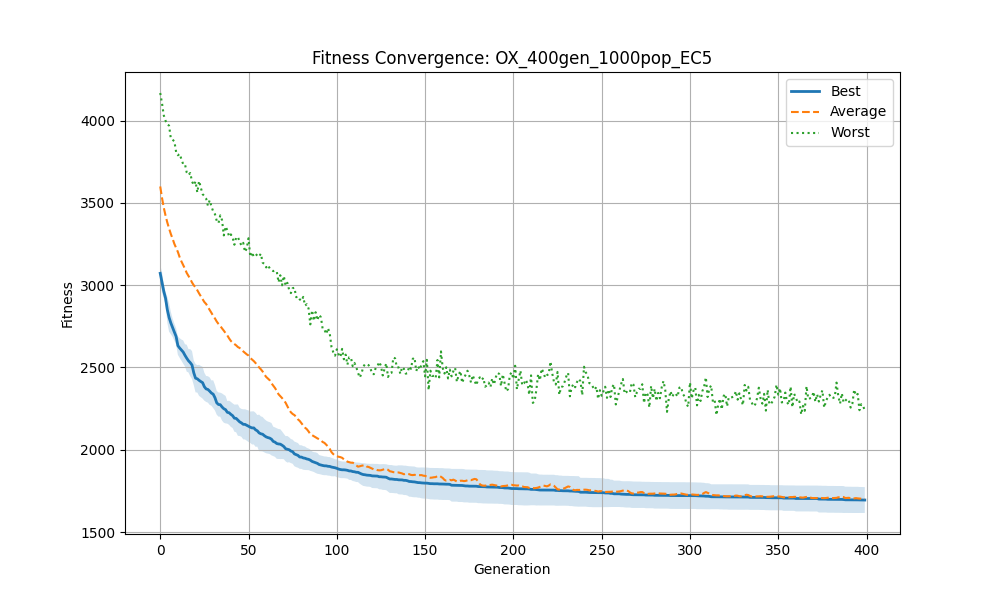 Fitness Convergence: OX_400gen_1000pop_EC5
Best
Average
Worst
Fitness
4000
3500
3000
2500
2000
1500
0 50 100 150 200 250 300 350 400
Generation